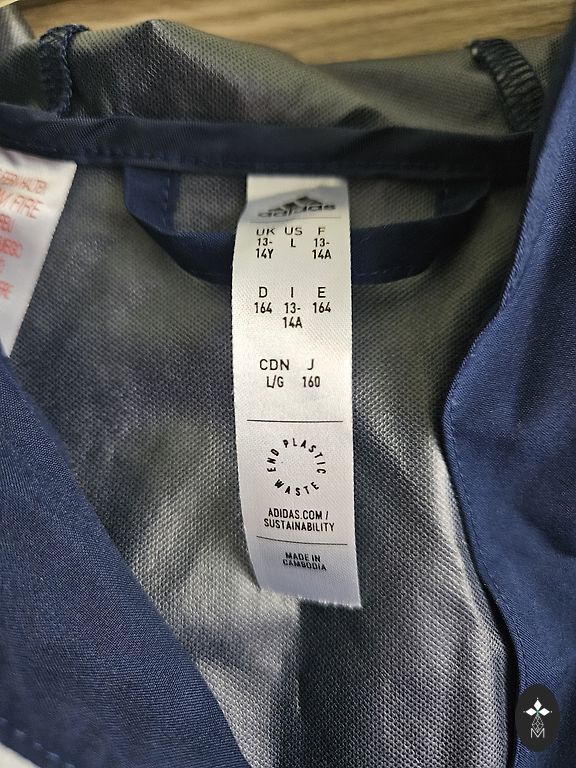 adidas
UK US F
13- L 13-
14Y 14A
D I E
164 13- 164
14A
CDN J
L/G 160
END PLASTIC WASTE
ADIDAS.COM/
SUSTAINABILITY
MADE IN
CAMBODIA
FIRE
M